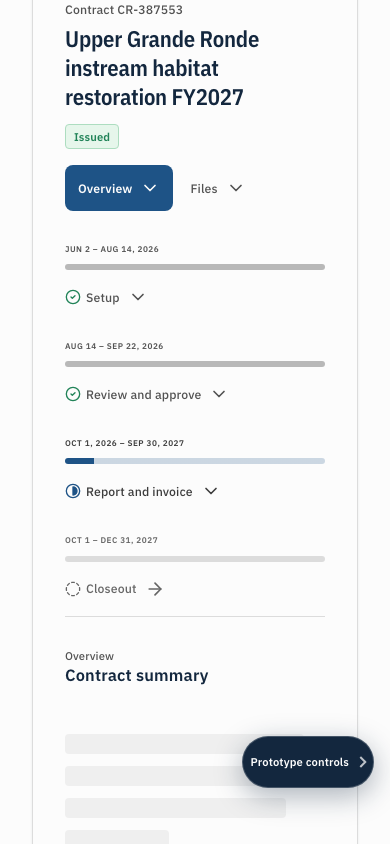 Contract CR-387553
Upper Grande Ronde
instream habitat
restoration FY2027
Issued
Overview
Files
JUN 2 – AUG 14, 2026
Setup
AUG 14 – SEP 22, 2026
Review and approve
OCT 1, 2026 – SEP 30, 2027
Report and invoice
OCT 1 – DEC 31, 2027
Closeout
Overview
Contract summary
Prototype controls